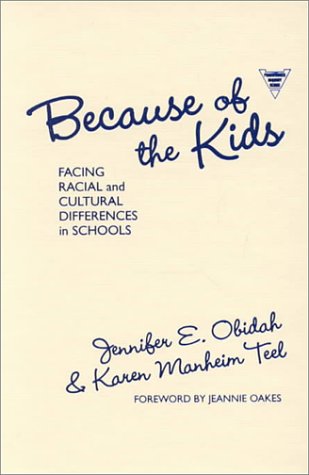 Because of
the Kids
FACING
RACIAL and
CULTURAL
DIFFERENCES
in SCHOOLS
Jennifer E. Obidah
& Karen Manheim Teel
FOREWORD BY JEANNIE OAKES